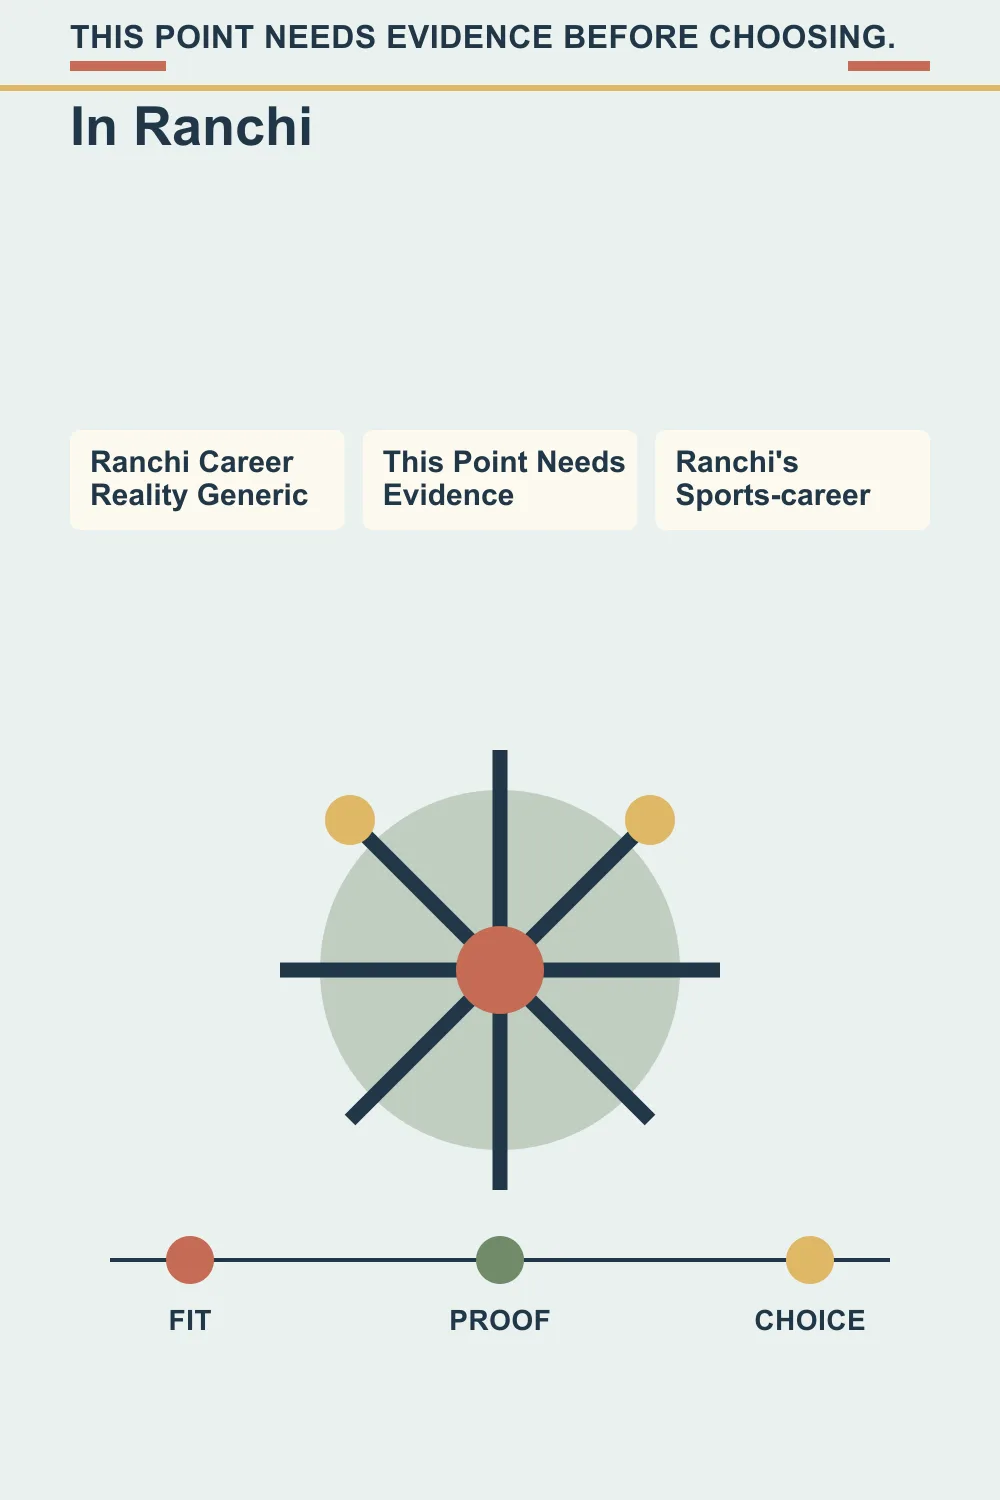 THIS POINT NEEDS EVIDENCE BEFORE CHOOSING.
In Ranchi
Ranchi Career
Reality Generic
This Point Needs
Evidence
Ranchi's
Sports-career
FIT
PROOF
CHOICE